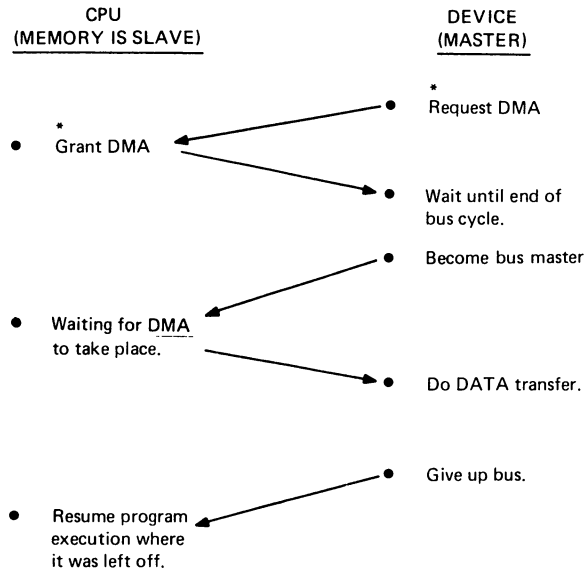 CPU
(MEMORY IS SLAVE)
DEVICE
(MASTER)
* Request DMA
* Grant DMA
Wait until end of
bus cycle.
Become bus master
Waiting for DMA
to take place.
Do DATA transfer.
Give up bus.
Resume program
execution where
it was left off.